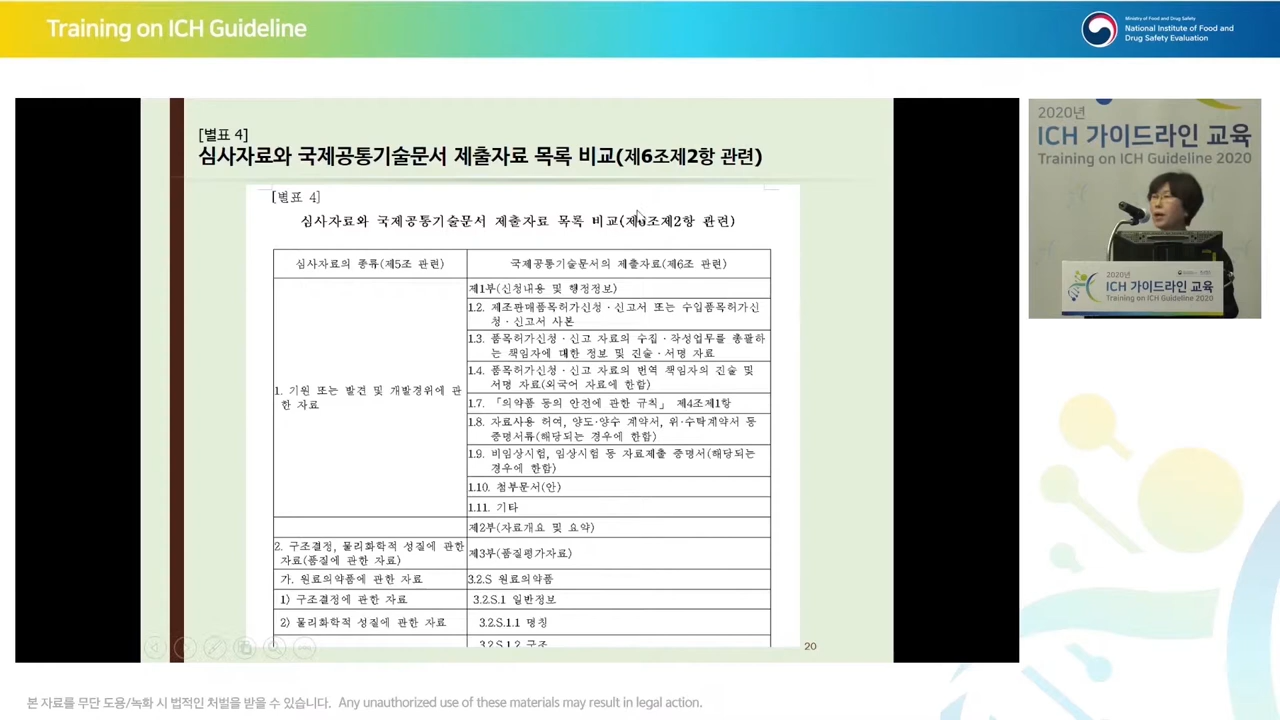 Training on ICH Guideline
Ministry of Food and Drug Safety
National Institute of Food and
Drug Safety Evaluation
[별표 4]
심사자료와 국제공통기술문서 제출자료 목록 비교(제6조제2항 관련)
[별표 4]
심사자료와 국제공통기술문서 제출자료 목록 비교(제6조제2항 관련)
심사자료의 종류(제5조 관련)
국제공통기술문서의 제출자료(제6조 관련)
1. 기원 또는 발견 및 개발경위에 관
한 자료
제1부(신청내용 및 행정정보)
1.2. 제조판매품목허가신청·신고서 또는 수입품목허가신
청·신고서 사본
1.3. 품목허가신청·신고 자료의 수집·작성업무를 총괄하
는 책임자에 대한 정보 및 진술·서명 자료
1.4. 품목허가신청·신고 자료의 번역 책임자의 진술 및
서명 자료(외국어 자료에 한함)
1.7. 「의약품 등의 안전에 관한 규칙」 제4조제1항
1.8. 자료사용 허여, 양도·양수 계약서, 위·수탁계약서 등
증명서류(해당되는 경우에 한함)
1.9. 비임상시험, 임상시험 등 자료제출 증명서(해당되는
경우에 한함)
1.10. 첨부문서(안)
1.11. 기타
제2부(자료개요 및 요약)
2. 구조결정, 물리화학적 성질에 관한
자료(품질에 관한 자료)
제3부(품질평가자료)
가. 원료의약품에 관한 자료
3.2.S 원료의약품
1) 구조결정에 관한 자료
3.2.S.1 일반정보
2) 물리화학적 성질에 관한 자료
3.2.S.1.1 명칭
3.2.S.1.2 구조
20
2020년
ICH 가이드라인 교육
Training on ICH Guideline 2020
2020년
ICH 가이드라인 교육
Training on ICH Guideline 2020
본 자료를 무단 도용/녹화 시 법적인 처벌을 받을 수 있습니다. Any unauthorized use of these materials may result in legal action.